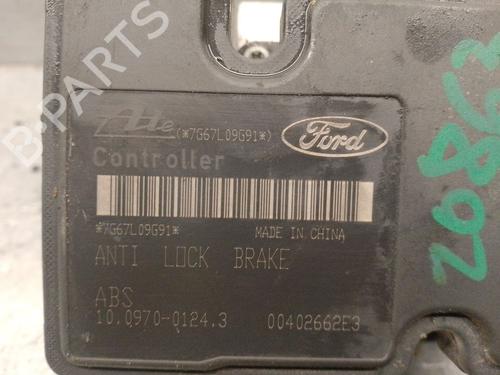 Ate (*7G67L09G91*) Ford
Controller
*7G67L09G91* MADE IN CHINA
ANTI LOCK BRAKE
ABS
10.0970-0124.3 00402662E3
20863
B-PARTS